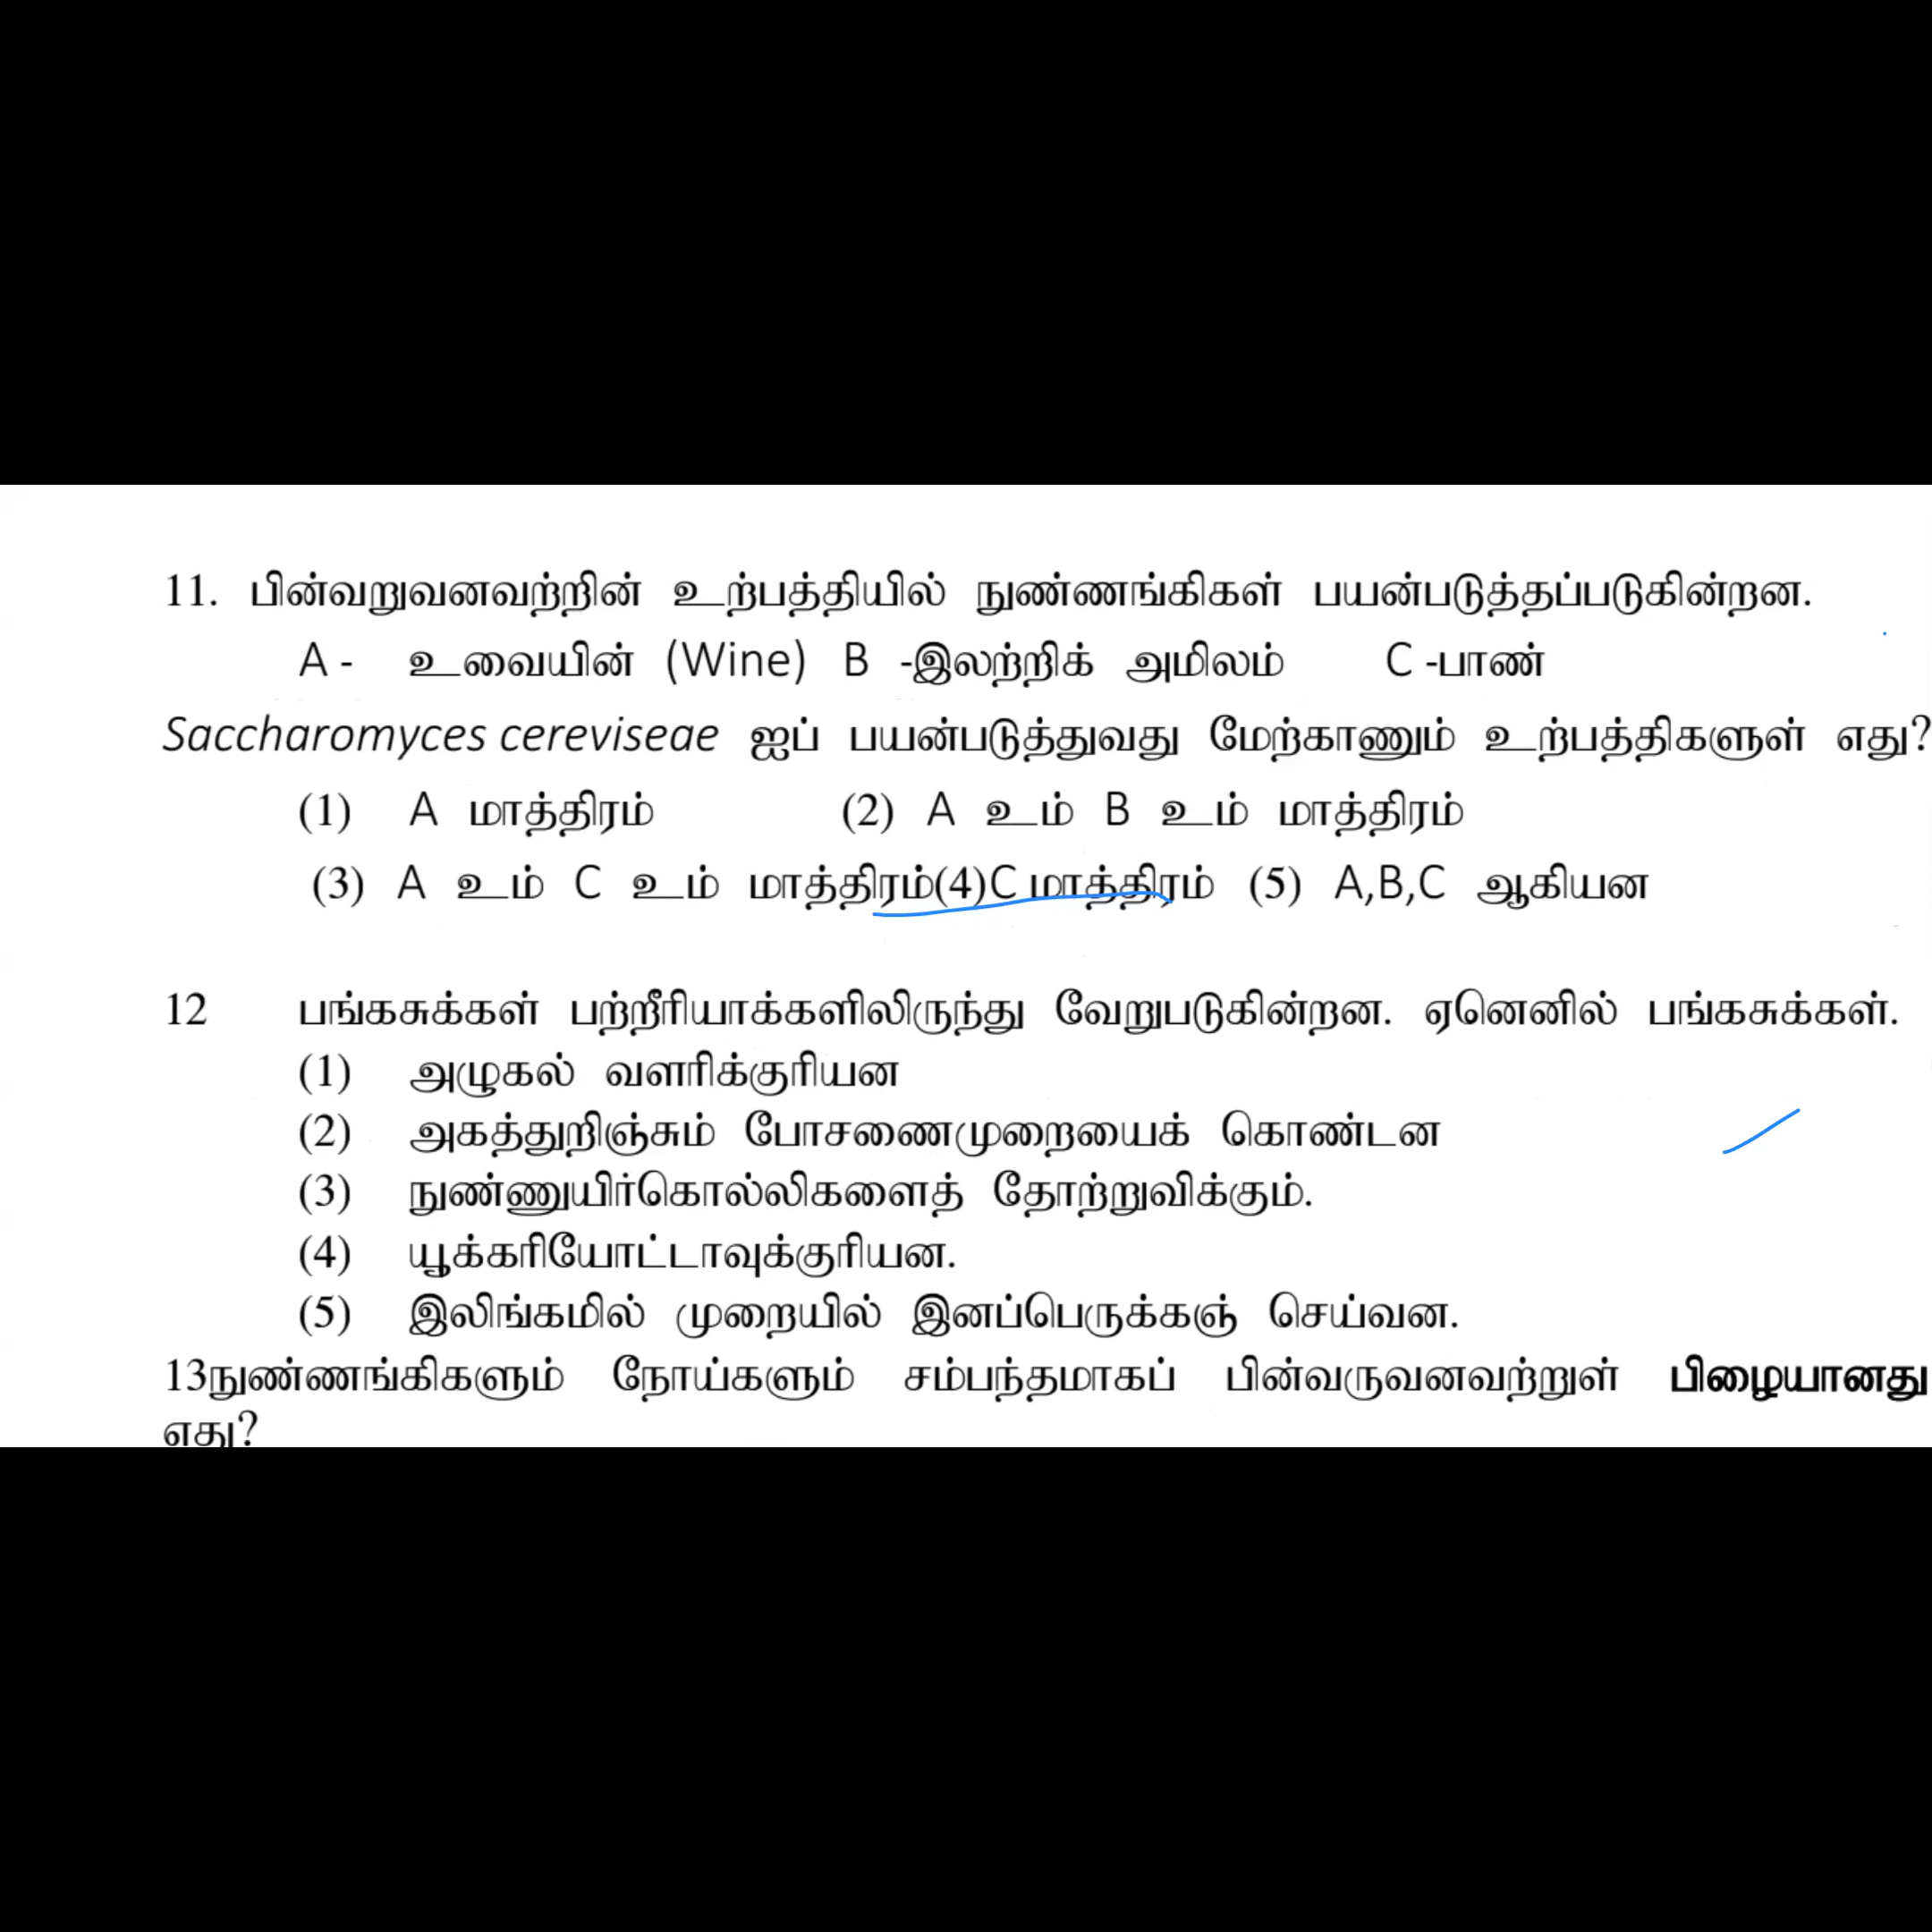 11. பின்வறுவனவற்றின் உற்பத்தியில் நுண்ணங்கிகள் பயன்படுத்தப்படுகின்றன.
A - உவையின் (Wine) B -இலற்றிக் அமிலம் C -பாண்
Saccharomyces cereviseae ஐப் பயன்படுத்துவது மேற்காணும் உற்பத்திகளுள் எது?
(1) A மாத்திரம் (2) A உம் B உம் மாத்திரம்
(3) A உம் C உம் மாத்திரம்(4)C மாத்திரம் (5) A,B,C ஆகியன
12 பங்கசுக்கள் பற்றீரியாக்களிலிருந்து வேறுபடுகின்றன. ஏனெனில் பங்கசுக்கள்.
(1) அழுகல் வளரிக்குரியன
(2) அகத்துறிஞ்சும் போசணைமுறையைக் கொண்டன
(3) நுண்ணுயிர்கொல்லிகளைத் தோற்றுவிக்கும்.
(4) யூக்கரியோட்டாவுக்குரியன.
(5) இலிங்கமில் முறையில் இனப்பெருக்கஞ் செய்வன.
13நுண்ணங்கிகளும் நோய்களும் சம்பந்தமாகப் பின்வருவனவற்றுள் பிழையானது
எது?